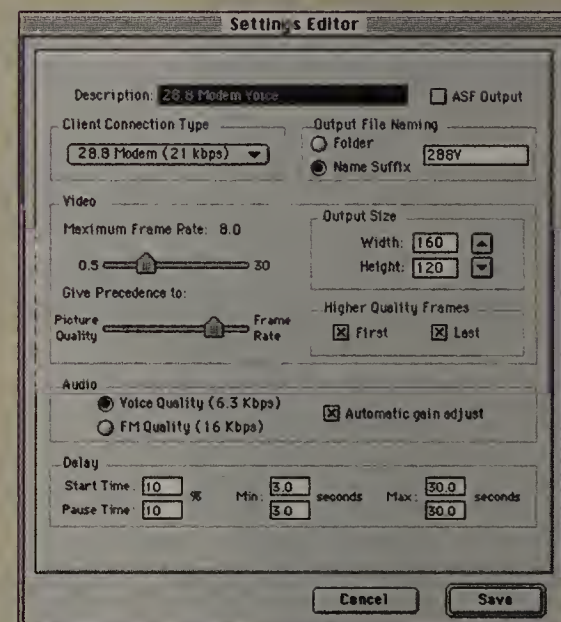 Settings Editor
Description: 28.8 Modem Voice
ASF Output
Client Connection Type
28.8 Modem (21 kbps)
Output File Naming
Folder
Name Suffix
288V
Video
Maximum Frame Rate: 8.0
0.5
30
Give Precedence to:
Picture Quality
Frame Rate
Output Size
Width: 160
Height: 120
Higher Quality Frames
First
Last
Audio
Voice Quality (6.3 Kbps)
FM Quality (16 Kbps)
Automatic gain adjust
Delay
Start Time: 10 % Min: 3.0 seconds Max: 30.0 seconds
Pause Time: 10 3.0 30.0
Cancel
Save